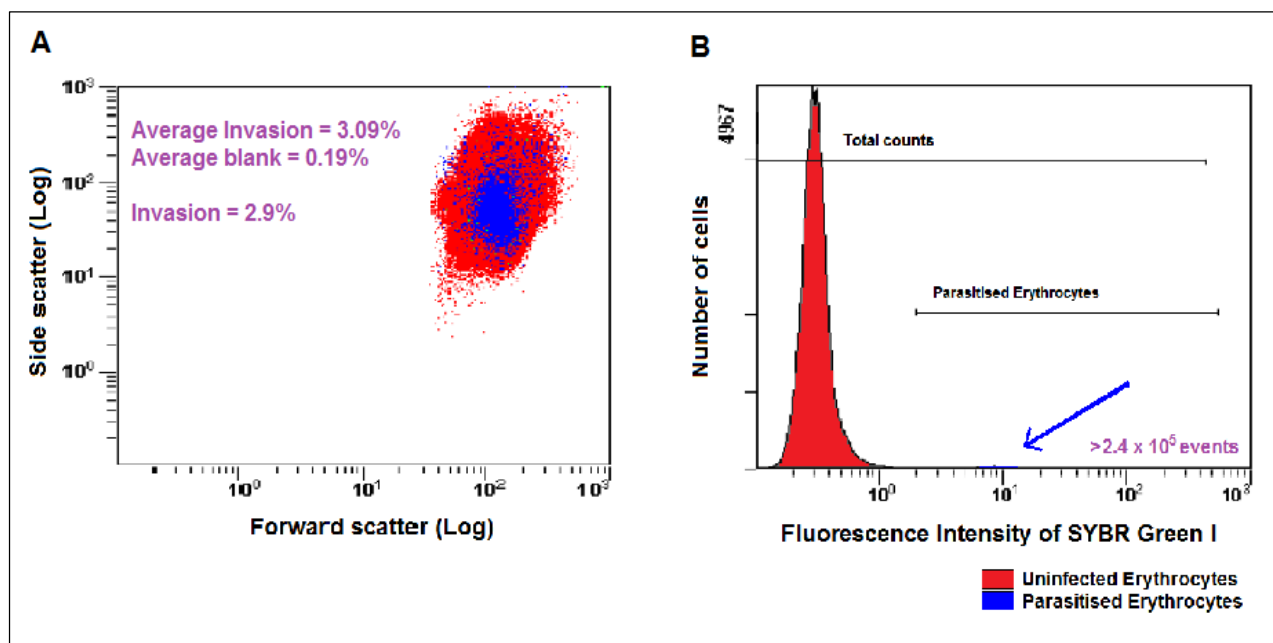 A
Average Invasion = 3.09%
Average blank = 0.19%
Invasion = 2.9%
Side scatter (Log)
10³
10²
10¹
10⁰
10⁰
10¹
10²
10³
Forward scatter (Log)
B
4967
Total counts
Parasitised Erythrocytes
>2.4 x 10⁵ events
Number of cells
10⁰
10¹
10²
10³
Fluorescence Intensity of SYBR Green I
Uninfected Erythrocytes
Parasitised Erythrocytes